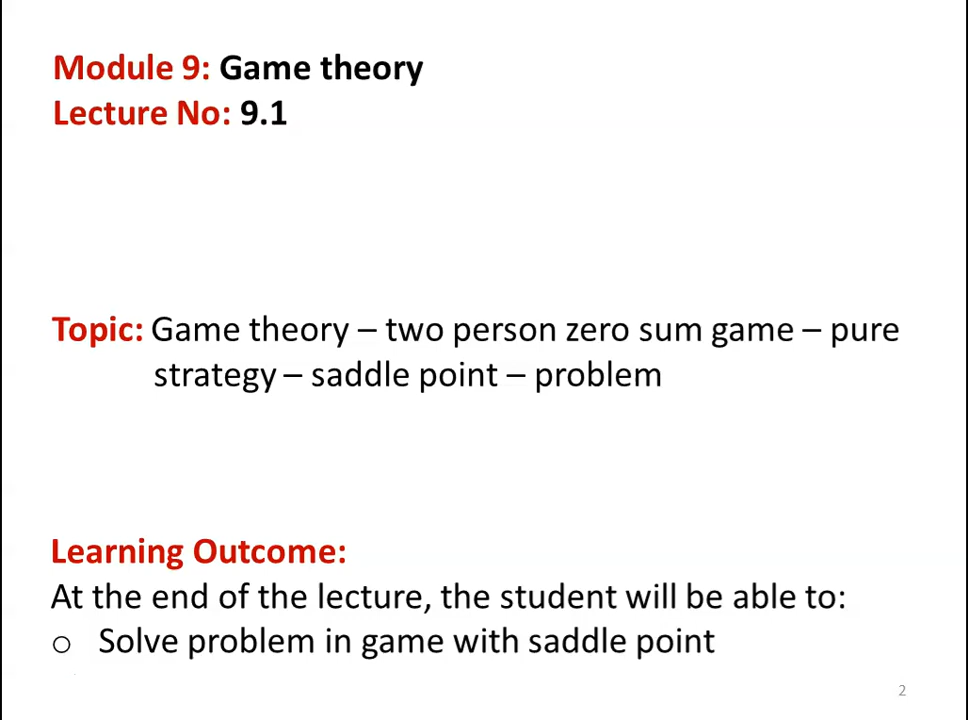 Module 9: Game theory
Lecture No: 9.1
Topic: Game theory – two person zero sum game – pure
strategy – saddle point – problem
Learning Outcome:
At the end of the lecture, the student will be able to:
o Solve problem in game with saddle point
2